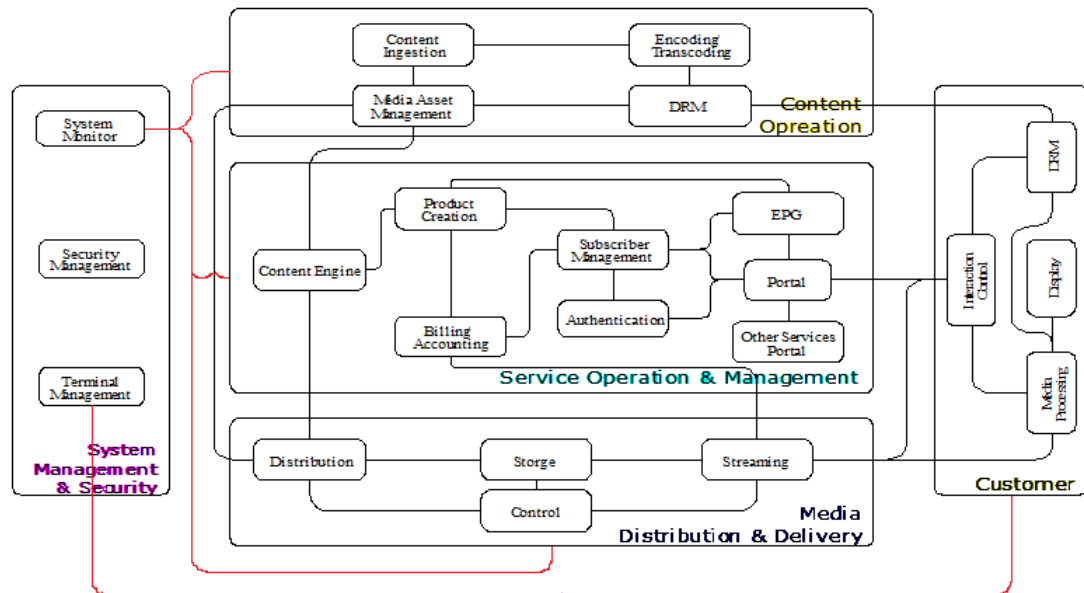 Content
Ingestion
Encoding/
Transcoding
Media Asset
Management
DRM
Content
Opreation
System
Monitor
Security
Management
Terminal
Management
System
Management
& Security
Product
Creation
EPG
Subscriber
Management
Content Engine
Portal
Authentication
Billing
Accounting
Other Services
Portal
Service Operation & Management
Distribution
Storge
Streaming
Control
Media
Distribution & Delivery
DRM
Interaction
Control
Display
Media
Processing
Customer